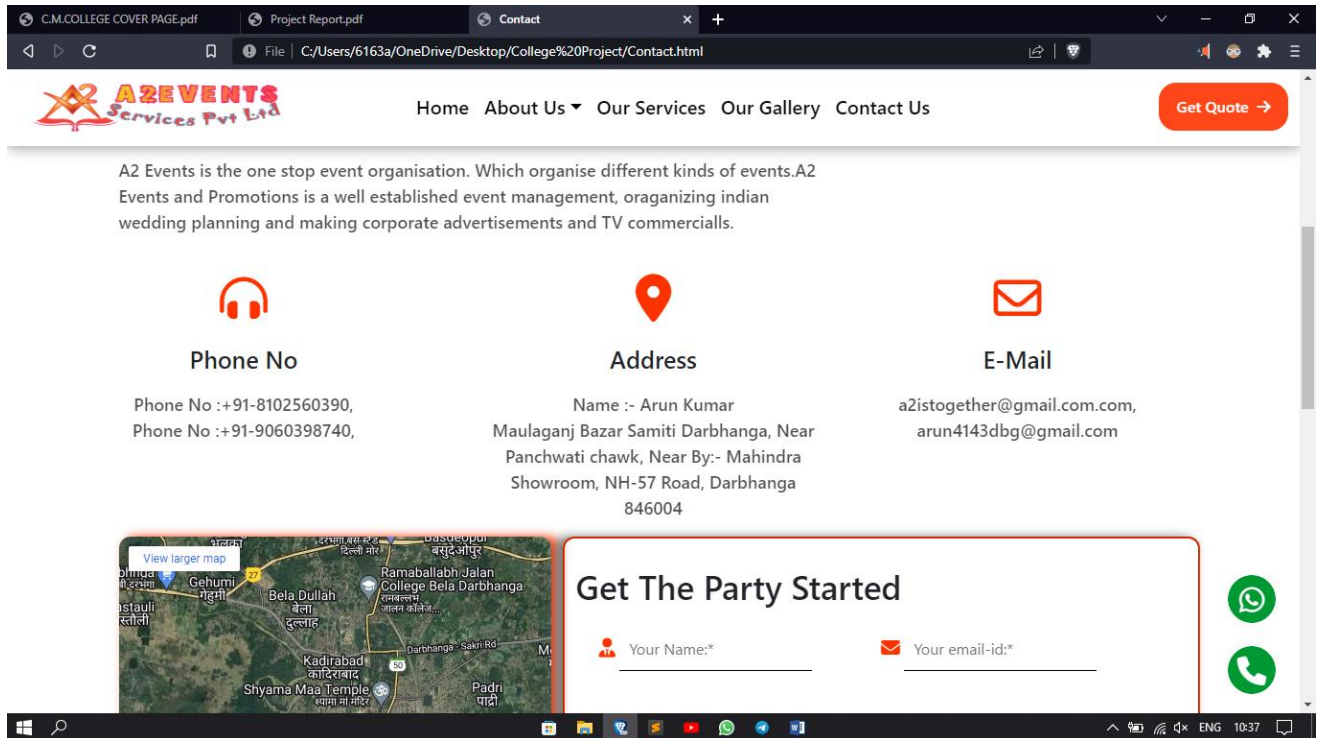 C.M.COLLEGE COVER PAGE.pdf
Project Report.pdf
Contact
File | C:/Users/6163a/OneDrive/Desktop/College%20Project/Contact.html
A2EVENTS
Services Pvt Ltd
Home About Us Our Services Our Gallery Contact Us
Get Quote →
A2 Events is the one stop event organisation. Which organise different kinds of events.A2
Events and Promotions is a well established event management, oraganizing indian
wedding planning and making corporate advertisements and TV commercialls.
Phone No
Phone No :+91-8102560390,
Phone No :+91-9060398740,
Address
Name :- Arun Kumar
Maulaganj Bazar Samiti Darbhanga, Near
Panchwati chawk, Near By:- Mahindra
Showroom, NH-57 Road, Darbhanga
846004
E-Mail
a2istogether@gmail.com.com,
arun4143dbg@gmail.com
View larger map
दिल्ली मोर
बासुदेओपुर
Gehumi
गेहुमी
27
Bela Dullah
बेला
दुल्लाह
Ramaballabh Jalan
College Bela Darbhanga
रामबल्लभ
जालन कॉलेज...
Darbhanga - Sakri Rd
50
Kadirabad
कादिराबाद
Shyama Maa Temple
श्यामा माँ मंदिर
Padri
पाद्री
Get The Party Started
Your Name:*
Your email-id:*
ENG 10:37